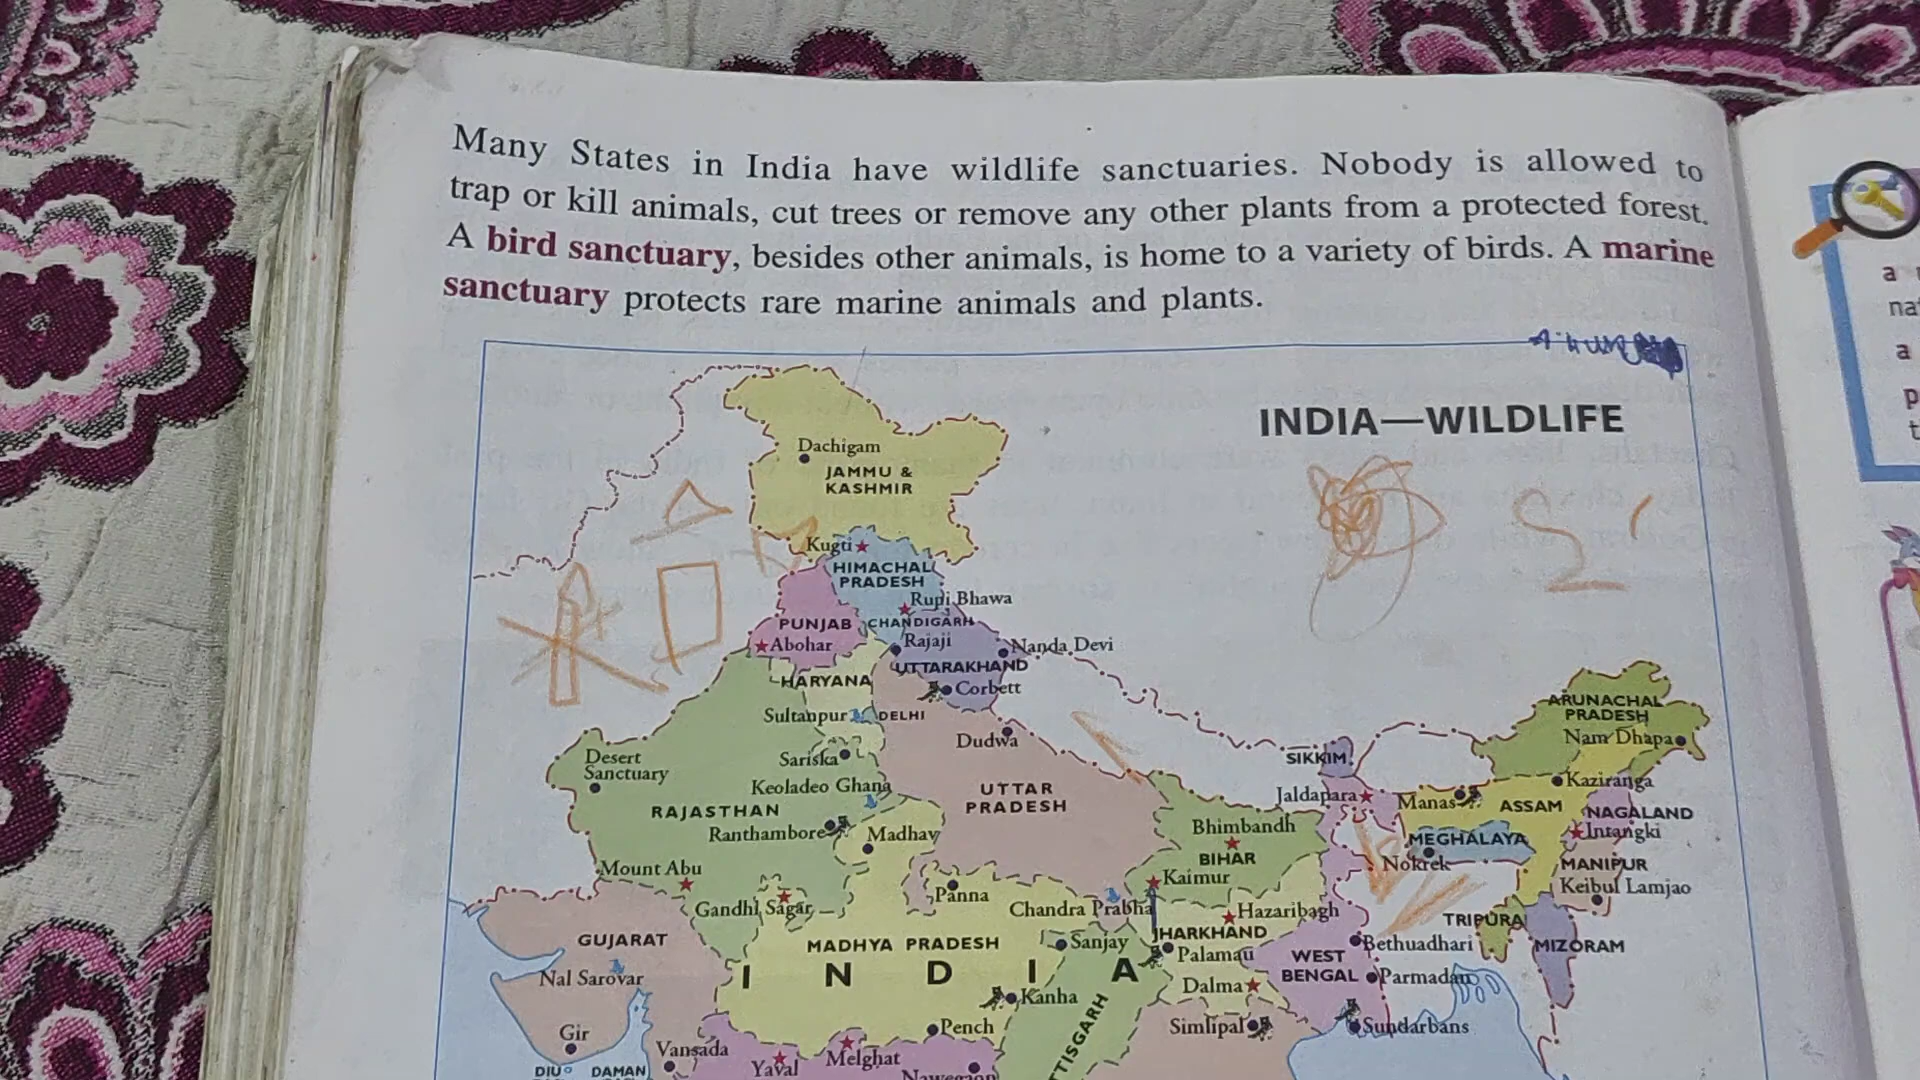 Many States in India have wildlife sanctuaries. Nobody is allowed to
trap or kill animals, cut trees or remove any other plants from a protected forest.
A bird sanctuary, besides other animals, is home to a variety of birds. A marine
sanctuary protects rare marine animals and plants.
INDIA—WILDLIFE
Dachigam
JAMMU &
KASHMIR
Kugti
HIMACHAL
PRADESH
Rupi Bhawa
PUNJAB
CHANDIGARH
Abohar
Rajaji
Nanda Devi
UTTARAKHAND
HARYANA
Corbett
Sultanpur
DELHI
Dudwa
Desert
Sanctuary
Sariska
Keoladeo Ghana
UTTAR
PRADESH
RAJASTHAN
Ranthambore
Madhav
Mount Abu
Gandhi Sagar
Panna
Chandra Prabha
ARUNACHAL
PRADESH
Nam Dhapa
SIKKIM
Kaziranga
Jaldapara
Manas
ASSAM
NAGALAND
Intangki
Bhimbandh
MEGHALAYA
BIHAR
Nokrek
MANIPUR
Kaimur
Keibul Lamjao
Hazaribagh
TRIPURA
JHARKHAND
Bethuadhari
MIZORAM
GUJARAT
MADHYA PRADESH
Sanjay
Palamau
WEST
BENGAL
Parmadan
INDIA
Nal Sarovar
Dalma
Kanha
Simlipal
Sundarbans
Gir
Pench
Vansada
Yaval
Melghat
DIU
DAMAN
a
a